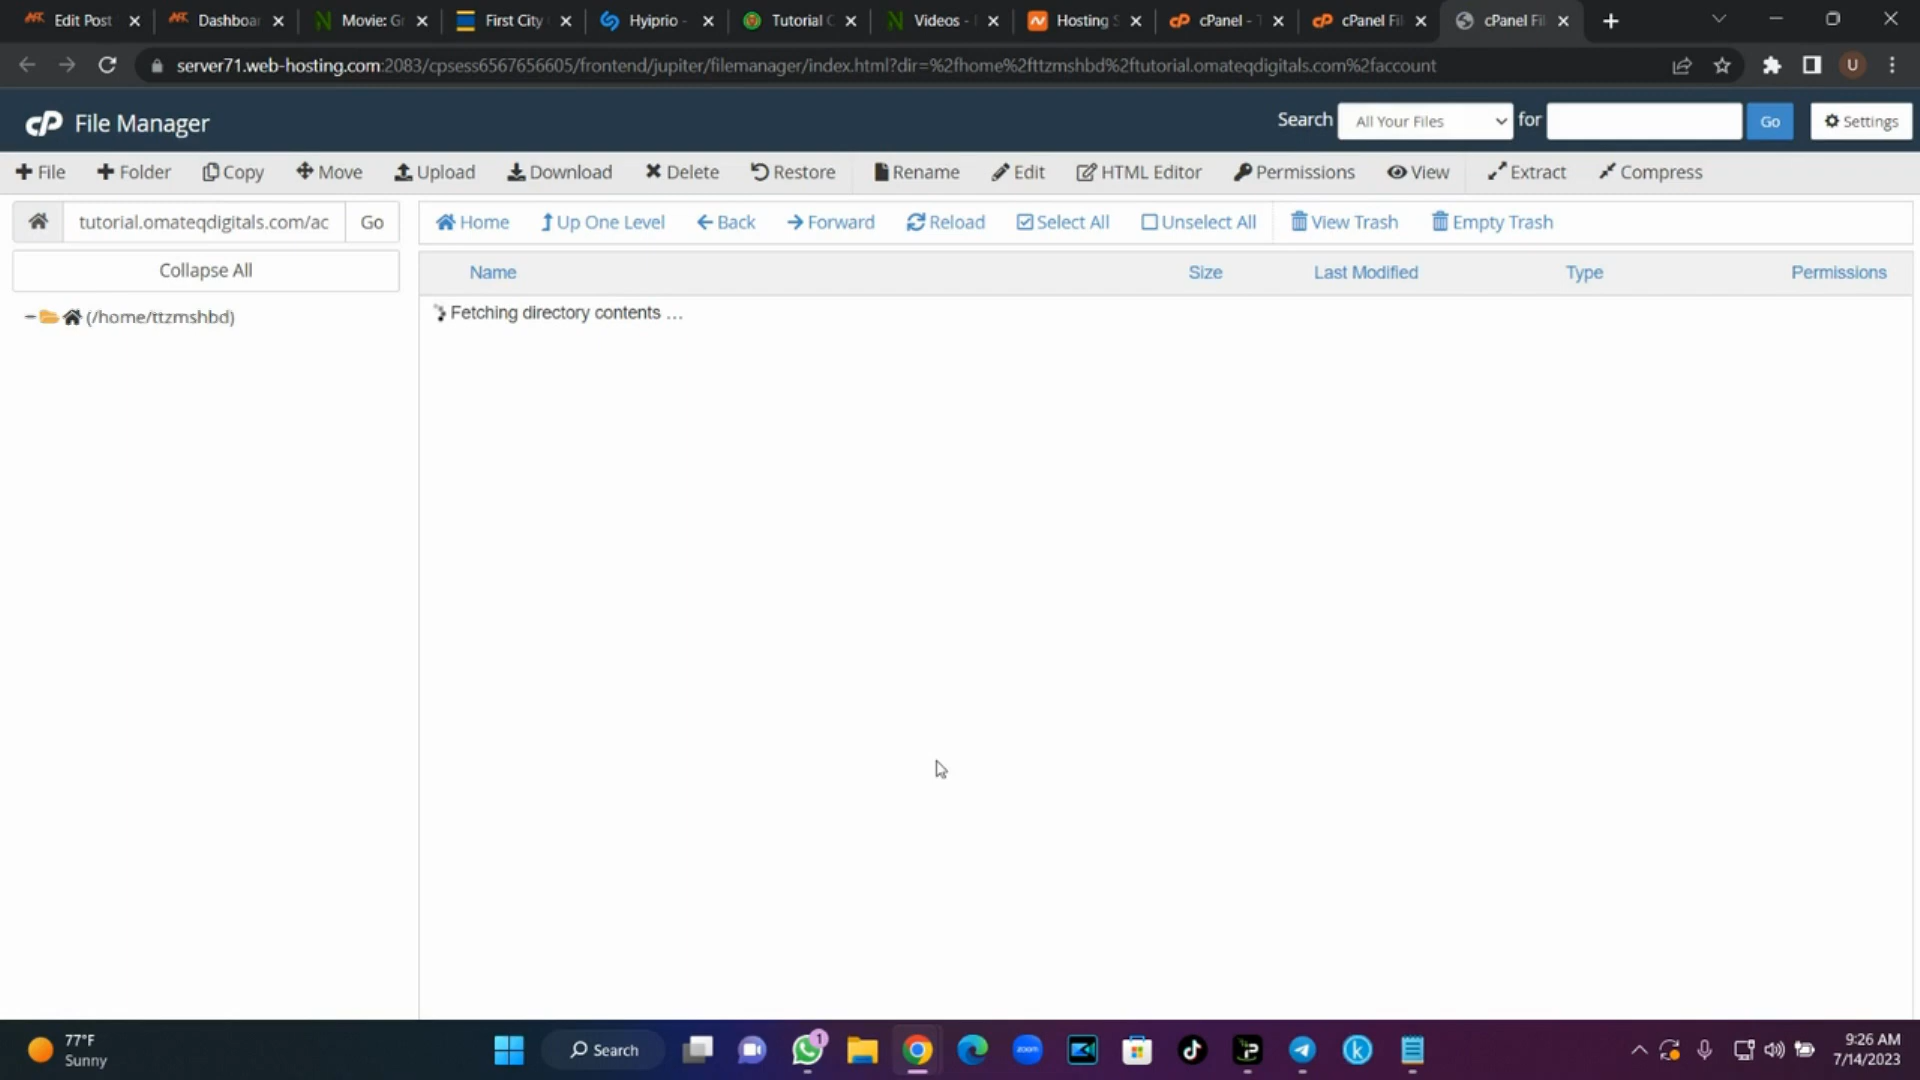 Edit Post
Dashboar
Movie: Gr
First City
Hyiprio -
Tutorial C
Videos -
Hosting S
cPanel - T
cPanel Fil
cPanel Fil
server71.web-hosting.com:2083/cpsess6567656605/frontend/jupiter/filemanager/index.html?dir=%2fhome%2fttzmshbd%2ftutorial.omateqdigitals.com%2faccount
U
cP File Manager
Search All Your Files for Go Settings
File Folder Copy Move Upload Download Delete Restore Rename Edit HTML Editor Permissions View Extract Compress
tutorial.omateqdigitals.com/ac Go Home Up One Level Back Forward Reload Select All Unselect All View Trash Empty Trash
Collapse All
Name Size Last Modified Type Permissions
(/home/ttzmshbd)
Fetching directory contents ...
77°F
Sunny
Search
1
zoom
9:26 AM
7/14/2023